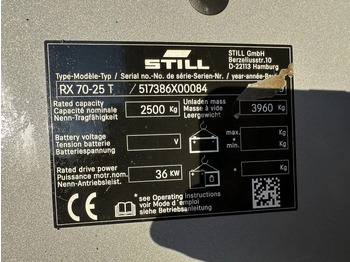 STILL
STILL GmbH
Berzeliusstr.10
D-22113 Hamburg
Type-Modèle-Typ / Serial no.-No. de série-Serien-Nr. / year-année-Ba
RX 70-25 T / 517386X00084
Rated capacity
Capacité nominale
Nenn-Tragfähigkeit
2500 Kg
Unladen mass
Masse à vide
Leergewicht
3960 Kg
Battery voltage
Tension batterie
Batteriespannung
V
max. Kg
min. Kg
Rated drive power
Puissance motr.nom.
Nenn-Antriebsleist.
36 KW
Kg
CE
see Operating Instructions
voir Mode d'emploi
siehe Betriebsanleitung